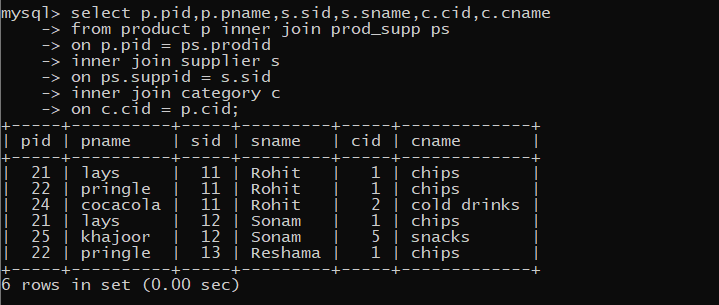 mysql> select p.pid,p.pname,s.sid,s.sname,c.cid,c.cname
    -> from product p inner join prod_supp ps
    -> on p.pid = ps.prodid
    -> inner join supplier s
    -> on ps.suppid = s.sid
    -> inner join category c
    -> on c.cid = p.cid;
+-----+----------+-----+---------+-----+-------------+
| pid | pname    | sid | sname   | cid | cname       |
+-----+----------+-----+---------+-----+-------------+
|  21 | lays     |  11 | Rohit   |   1 | chips       |
|  22 | pringle  |  11 | Rohit   |   1 | chips       |
|  24 | cocacola |  11 | Rohit   |   2 | cold drinks |
|  21 | lays     |  12 | Sonam   |   1 | chips       |
|  25 | khajoor  |  12 | Sonam   |   5 | snacks      |
|  22 | pringle  |  13 | Reshama |   1 | chips       |
+-----+----------+-----+---------+-----+-------------+
6 rows in set (0.00 sec)